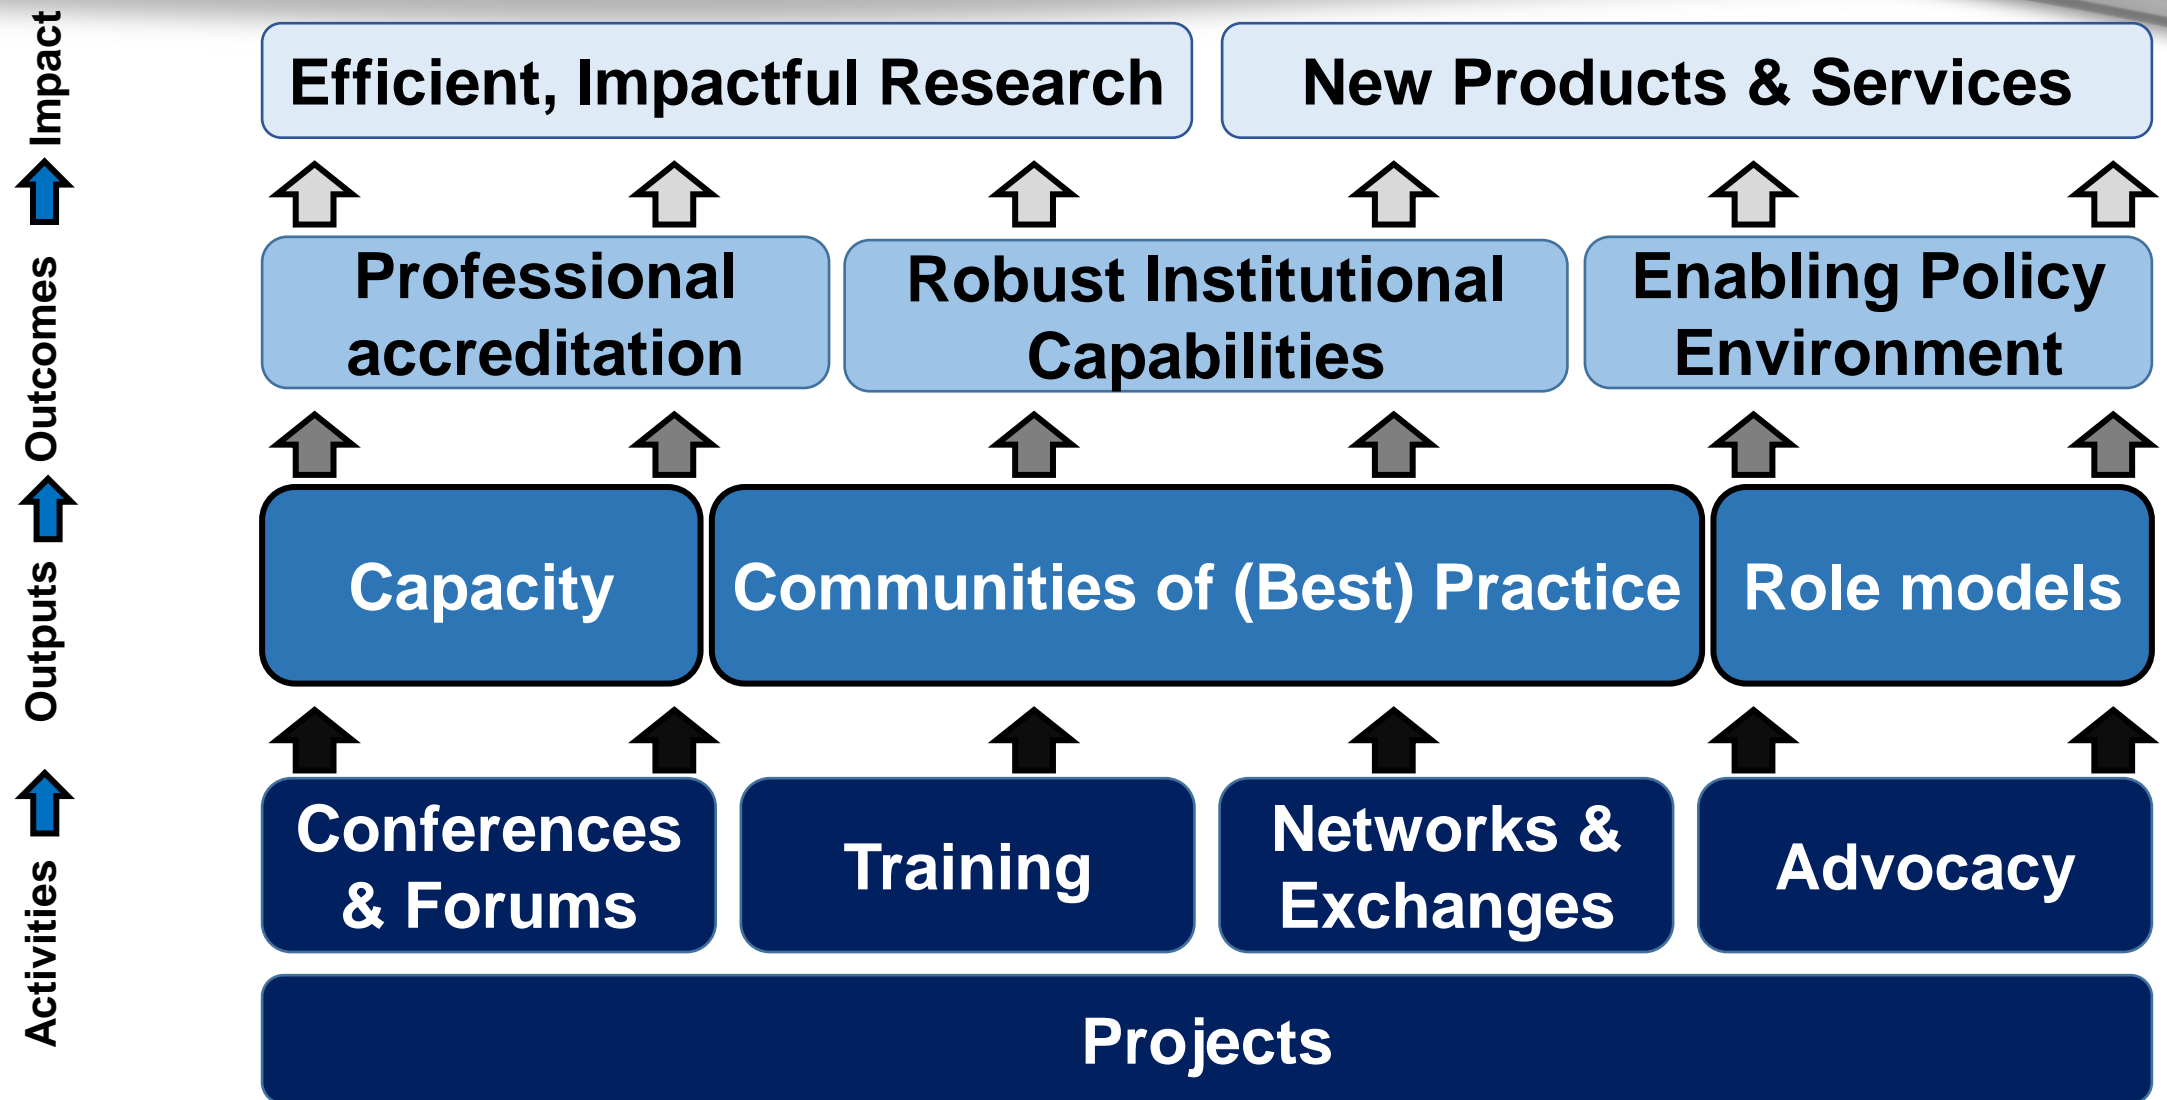 Impact
Efficient, Impactful Research
New Products & Services
Outcomes
Professional
accreditation
Robust Institutional
Capabilities
Enabling Policy
Environment
Outputs
Capacity
Communities of (Best) Practice
Role models
Activities
Conferences
& Forums
Training
Networks &
Exchanges
Advocacy
Projects